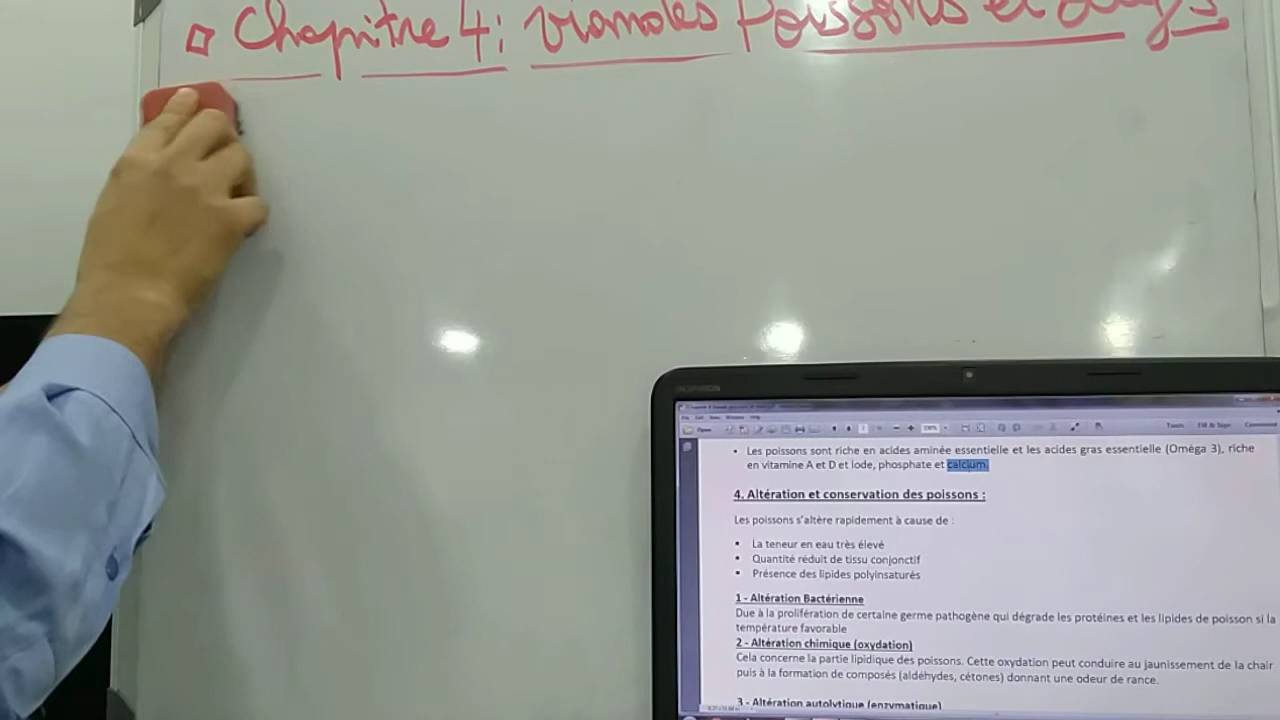 Chapitre 4: viandes Poissons et œufs
INSPIRON
Les poissons sont riche en acides aminée essentielle et les acides gras essentielle (Oméga 3), riche
en vitamine A et D et Iode, phosphate et calcium.
4. Altération et conservation des poissons :
Les poissons s'altère rapidement à cause de :
La teneur en eau très élevé
Quantité réduit de tissu conjonctif
Présence des lipides polyinsaturés
1 - Altération Bactérienne
Due à la prolifération de certaine germe pathogène qui dégrade les protéines et les lipides de poisson si la
température favorable
2 - Altération chimique (oxydation)
Cela concerne la partie lipidique des poissons. Cette oxydation peut conduire au jaunissement de la chair
puis à la formation de composés (aldéhydes, cétones) donnant une odeur de rance.
3 - Altération autolytique (enzymatique)